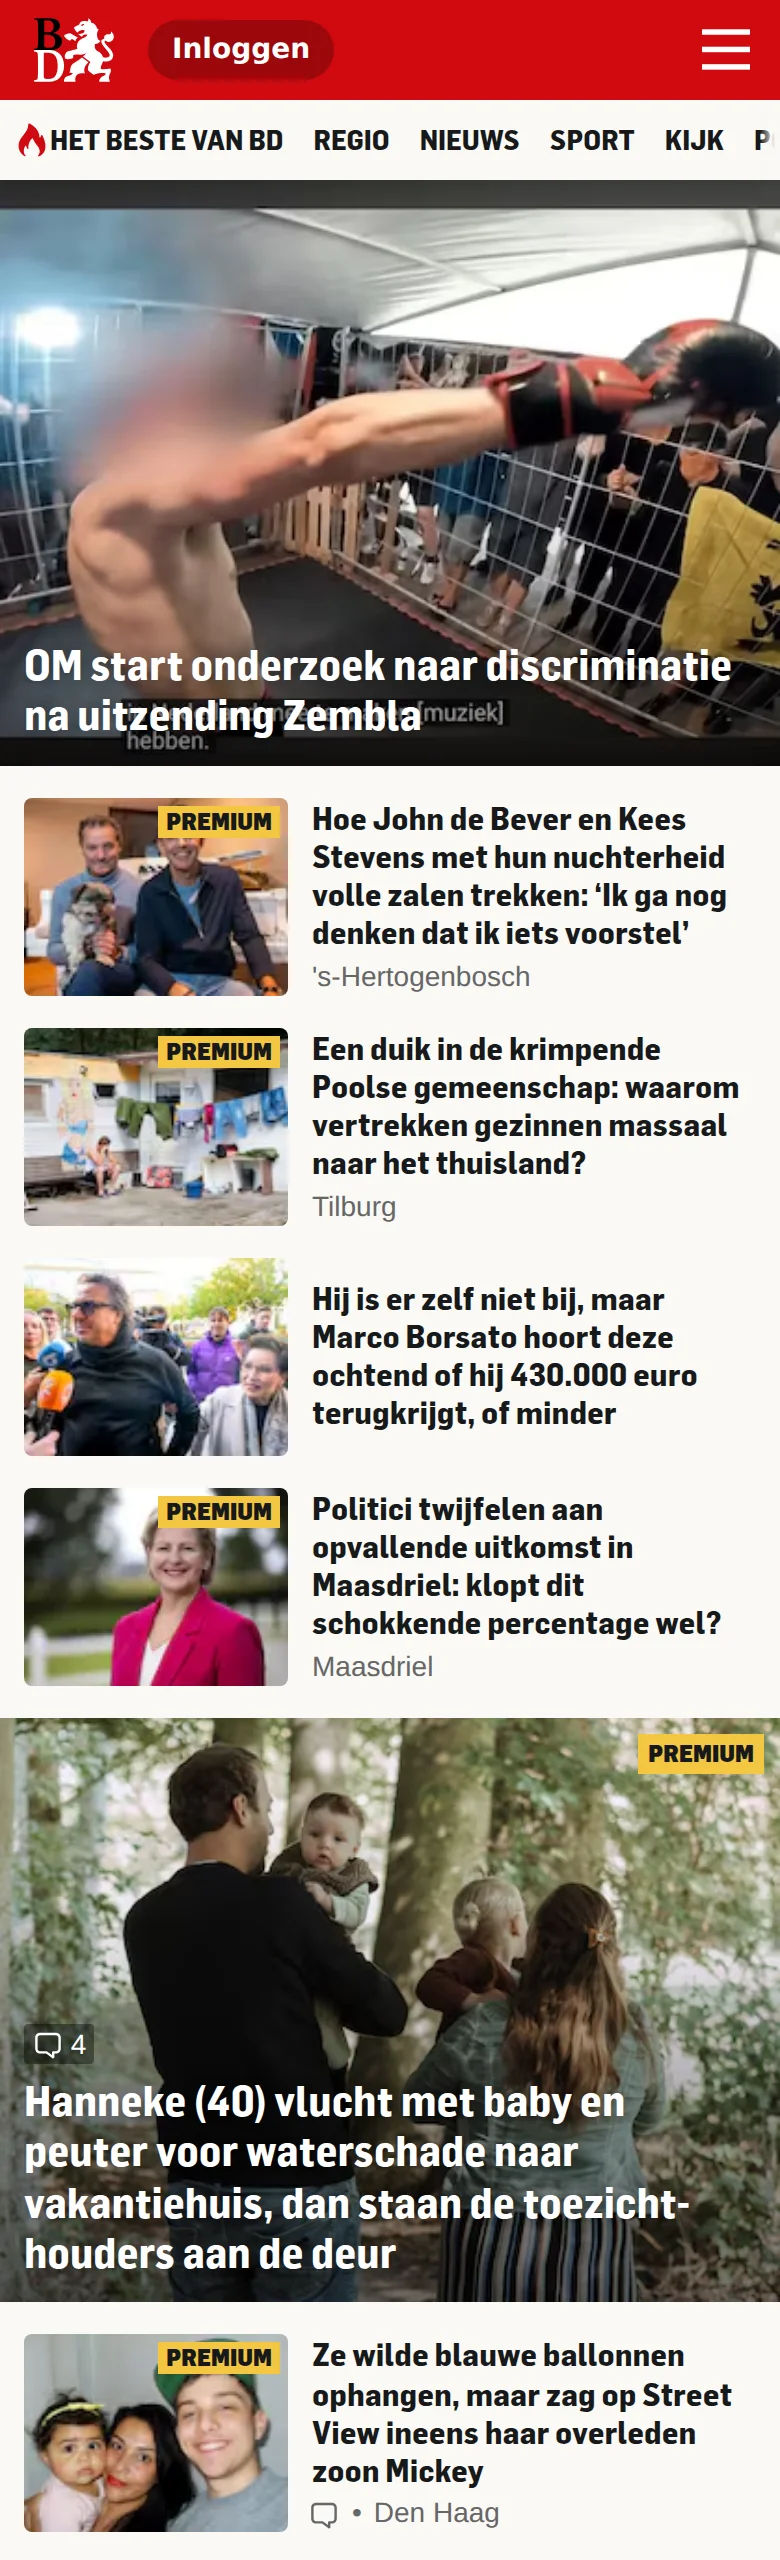 BD
Inloggen
HET BESTE VAN BD REGIO NIEUWS SPORT KIJK
OM start onderzoek naar discriminatie
na uitzending Zembla
[muziek]
hebben.
PREMIUM
Hoe John de Bever en Kees
Stevens met hun nuchterheid
volle zalen trekken: ‘Ik ga nog
denken dat ik iets voorstel’
's-Hertogenbosch
PREMIUM
Een duik in de krimpende
Poolse gemeenschap: waarom
vertrekken gezinnen massaal
naar het thuisland?
Tilburg
Hij is er zelf niet bij, maar
Marco Borsato hoort deze
ochtend of hij 430.000 euro
terugkrijgt, of minder
PREMIUM
Politici twijfelen aan
opvallende uitkomst in
Maasdriel: klopt dit
schokkende percentage wel?
Maasdriel
PREMIUM
4
Hanneke (40) vlucht met baby en
peuter voor waterschade naar
vakantiehuis, dan staan de toezicht-
houders aan de deur
PREMIUM
Ze wilde blauwe ballonnen
ophangen, maar zag op Street
View ineens haar overleden
zoon Mickey
• Den Haag